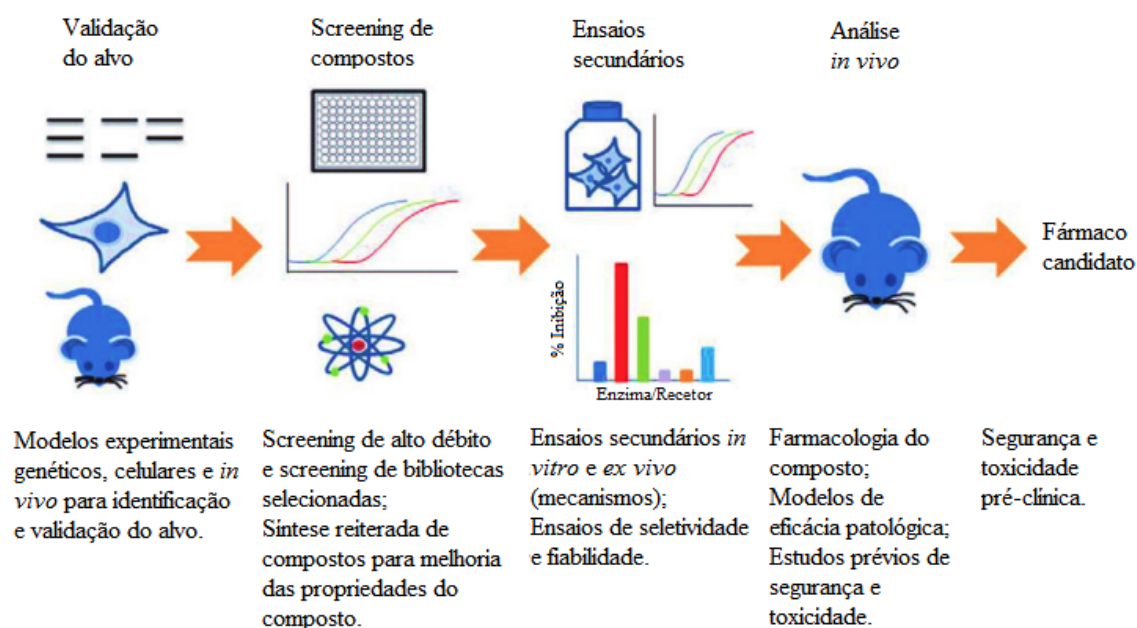 Validação
do alvo
Screening de
compostos
Ensaios
secundários
Análise
in vivo
Fármaco
candidato
% Inibição
Enzima/Recetor
Modelos experimentais
genéticos, celulares e in
vivo para identificação
e validação do alvo.
Screening de alto débito
e screening de bibliotecas
selecionadas;
Síntese reiterada de
compostos para melhoria
das propriedades do
composto.
Ensaios secundários in
vitro e ex vivo
(mecanismos);
Ensaios de seletividade
e fiabilidade.
Farmacologia do
composto;
Modelos de
eficácia patológica;
Estudos prévios de
segurança e
toxicidade.
Segurança e
toxicidade
pré-clínica.